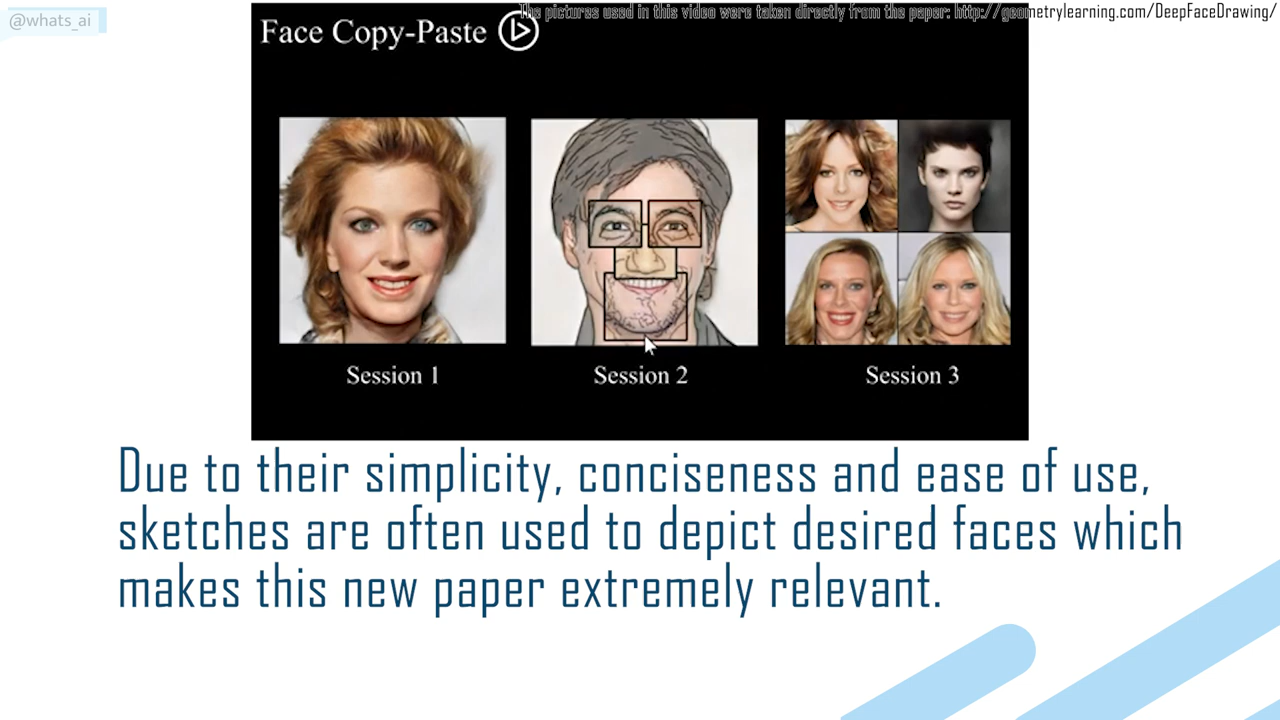 @whats_ai
The pictures used in this video were taken directly from the paper: http://geometrylearning.com/DeepFaceDrawing/
Face Copy-Paste
Session 1
Session 2
Session 3
Due to their simplicity, conciseness and ease of use,
sketches are often used to depict desired faces which
makes this new paper extremely relevant.